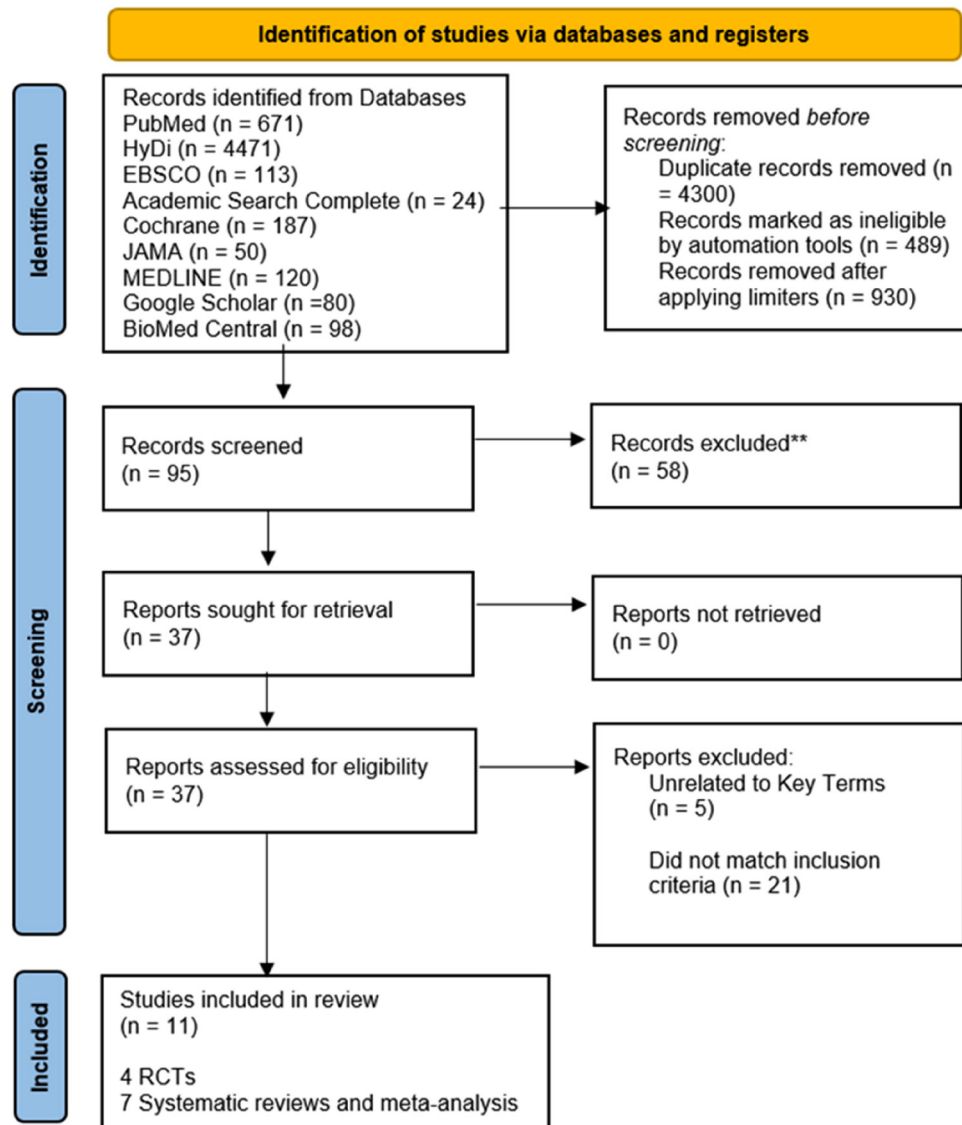 Identification of studies via databases and registers
Identification
Records identified from Databases
PubMed (n = 671)
HyDi (n = 4471)
EBSCO (n = 113)
Academic Search Complete (n = 24)
Cochrane (n = 187)
JAMA (n = 50)
MEDLINE (n = 120)
Google Scholar (n =80)
BioMed Central (n = 98)
Records removed before
screening:
Duplicate records removed (n
= 4300)
Records marked as ineligible
by automation tools (n = 489)
Records removed after
applying limiters (n = 930)
Screening
Records screened
(n = 95)
Records excluded**
(n = 58)
Reports sought for retrieval
(n = 37)
Reports not retrieved
(n = 0)
Reports assessed for eligibility
(n = 37)
Reports excluded:
Unrelated to Key Terms
(n = 5)
Did not match inclusion
criteria (n = 21)
Included
Studies included in review
(n = 11)
4 RCTs
7 Systematic reviews and meta-analysis